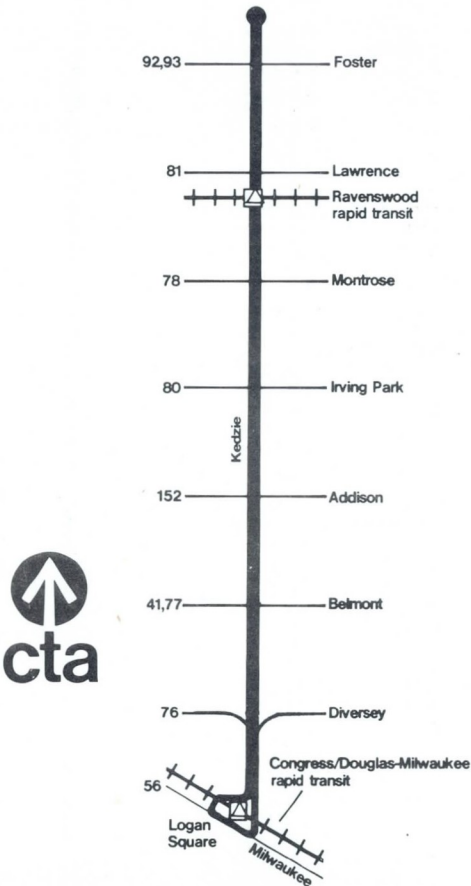 92,93 Foster
81 Lawrence
Ravenswood
rapid transit
78 Montrose
80 Irving Park
Kedzie
152 Addison
41,77 Belmont
cta
76 Diversey
Congress/Douglas-Milwaukee
rapid transit
56
Logan
Square
Milwaukee